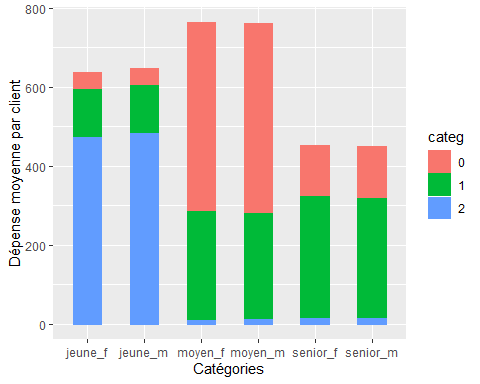 800
600
400
200
0
Dépense moyenne par client
jeune_f jeune_m moyen_f moyen_m senior_f senior_m
Catégories
categ
0
1
2